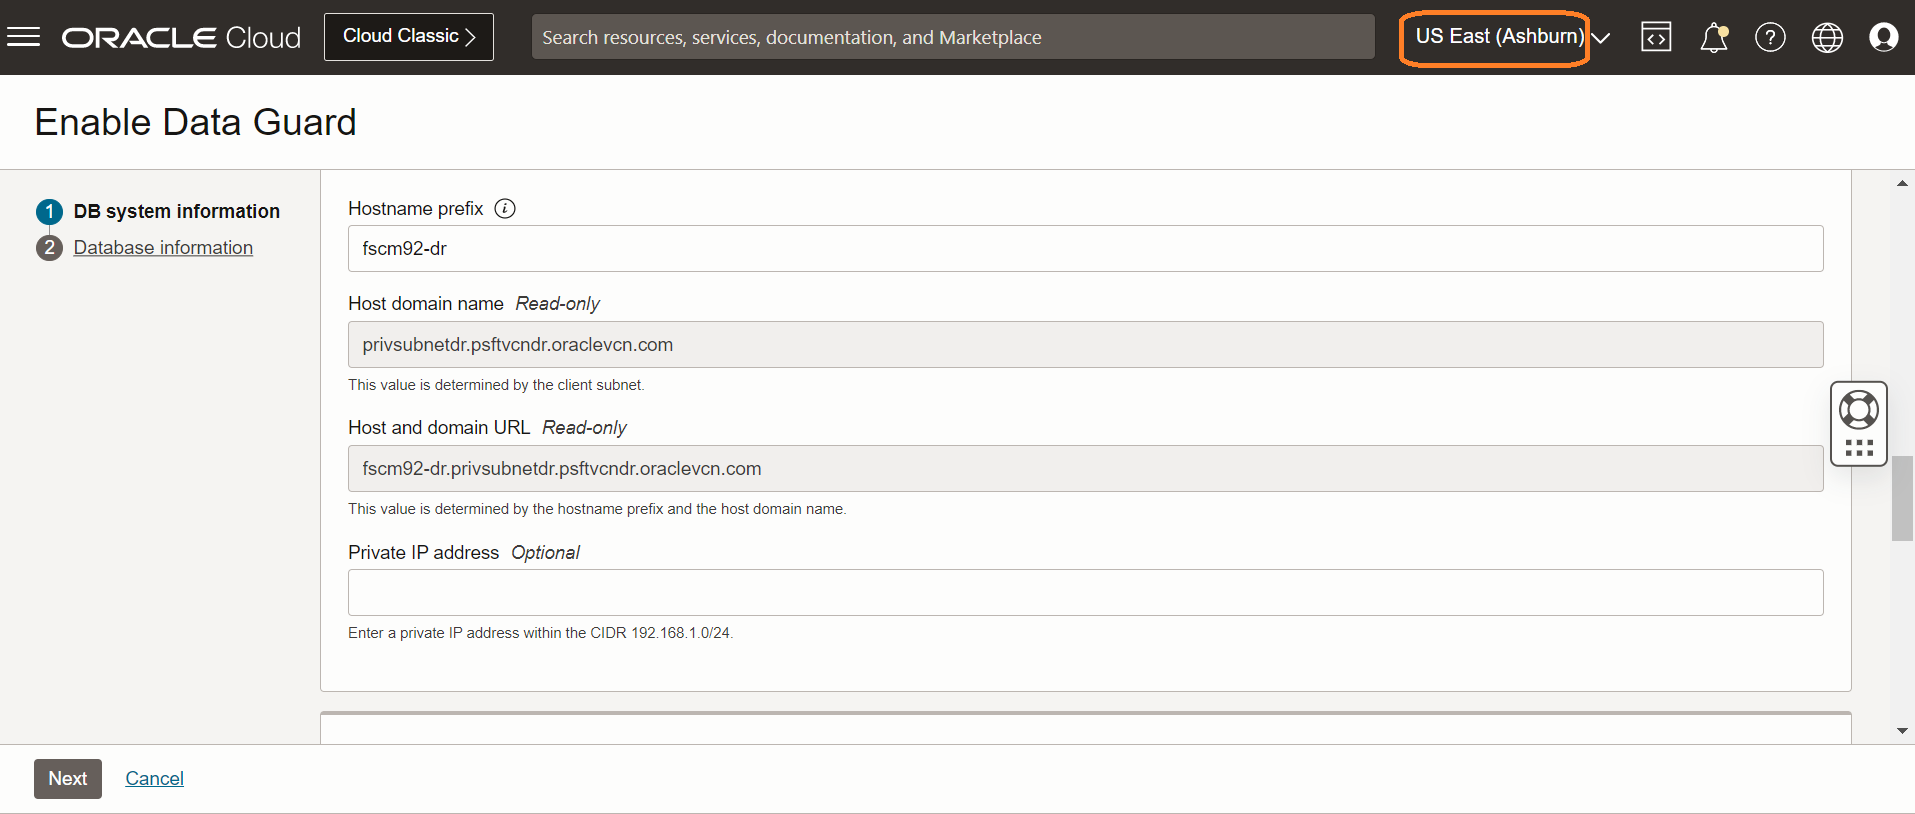 ORACLE Cloud
Cloud Classic
Search resources, services, documentation, and Marketplace
US East (Ashburn)
Enable Data Guard
1 DB system information
2 Database information
Hostname prefix
fscm92-dr
Host domain name Read-only
privsubnetdr.psftvcndr.oraclevcn.com
This value is determined by the client subnet.
Host and domain URL Read-only
fscm92-dr.privsubnetdr.psftvcndr.oraclevcn.com
This value is determined by the hostname prefix and the host domain name.
Private IP address Optional
Enter a private IP address within the CIDR 192.168.1.0/24.
Next Cancel